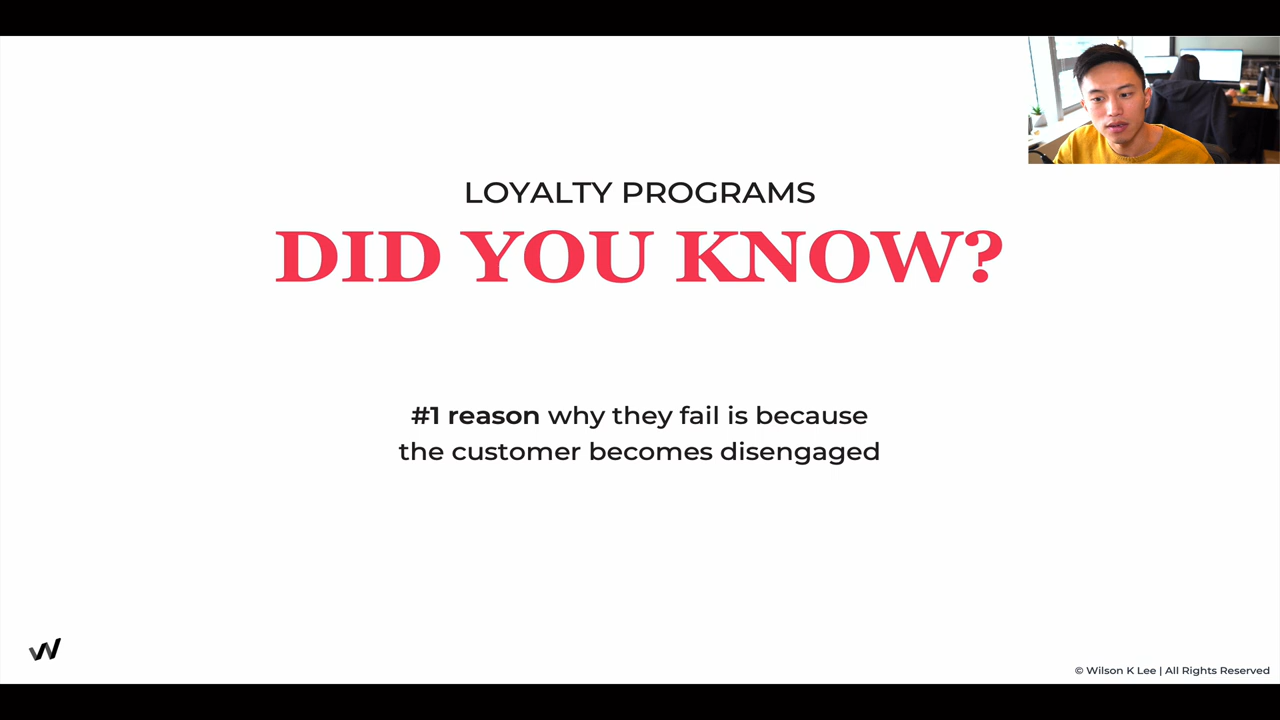 LOYALTY PROGRAMS
DID YOU KNOW?
#1 reason why they fail is because
the customer becomes disengaged
© Wilson K Lee | All Rights Reserved